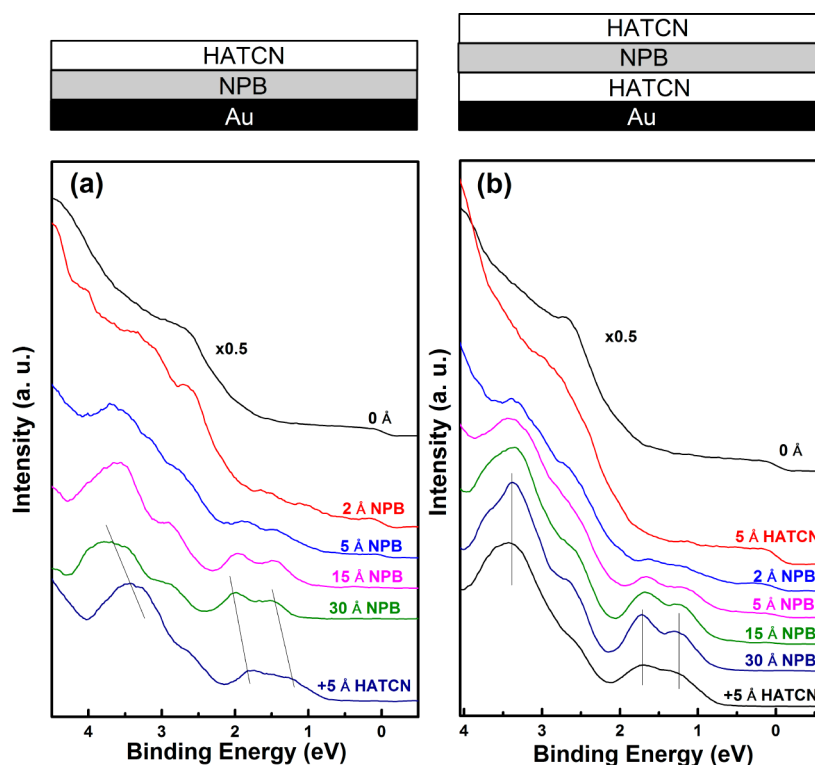 HATCN
NPB
Au
HATCN
NPB
HATCN
Au
(a)
x0.5
0 Å
2 Å NPB
5 Å NPB
15 Å NPB
30 Å NPB
+5 Å HATCN
Intensity (a. u.)
4 3 2 1 0
Binding Energy (eV)
(b)
x0.5
0 Å
5 Å HATCN
2 Å NPB
5 Å NPB
15 Å NPB
30 Å NPB
+5 Å HATCN
Intensity (a. u.)
4 3 2 1 0
Binding Energy (eV)